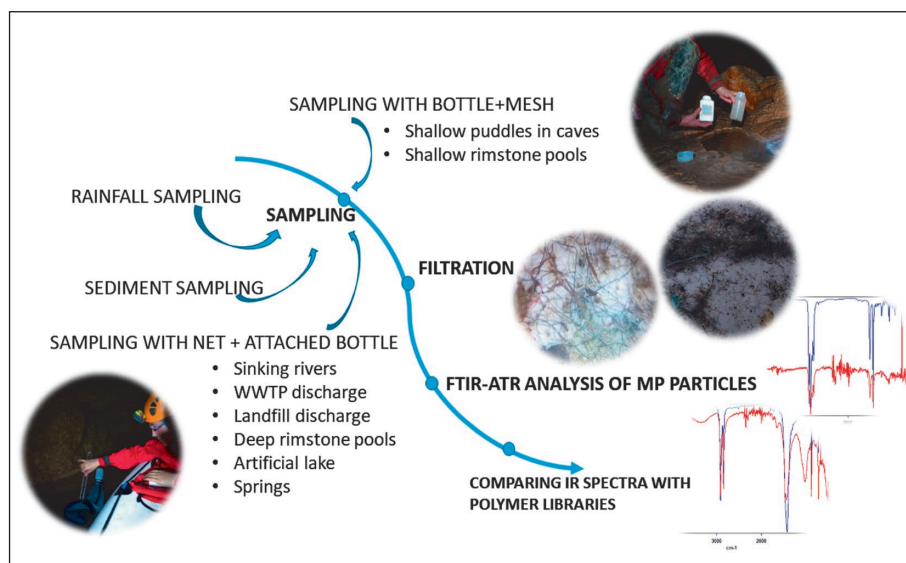 SAMPLING WITH BOTTLE+MESH
• Shallow puddles in caves
• Shallow rimstone pools
RAINFALL SAMPLING
SAMPLING
SEDIMENT SAMPLING
FILTRATION
SAMPLING WITH NET + ATTACHED BOTTLE
• Sinking rivers
• WWTP discharge
• Landfill discharge
• Deep rimstone pools
• Artificial lake
• Springs
FTIR-ATR ANALYSIS OF MP PARTICLES
COMPARING IR SPECTRA WITH
POLYMER LIBRARIES
3000 2000
cm-1